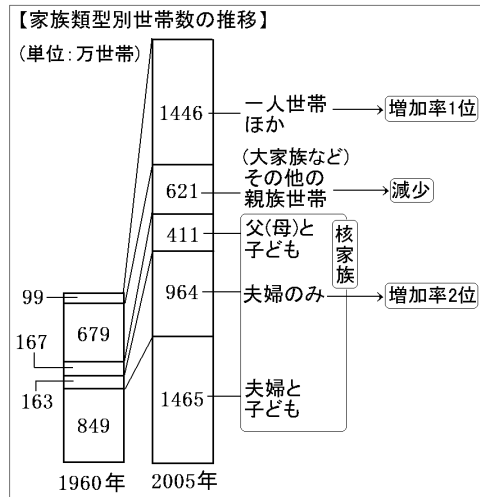 【家族類型別世帯数の推移】
(単位:万世帯)
1446
一人世帯
ほか
増加率1位
621
(大家族など)
その他の
親族世帯
減少
411
父(母)と
子ども
核家族
964
夫婦のみ
増加率2位
1465
夫婦と
子ども
99
679
167
163
849
1960年
2005年